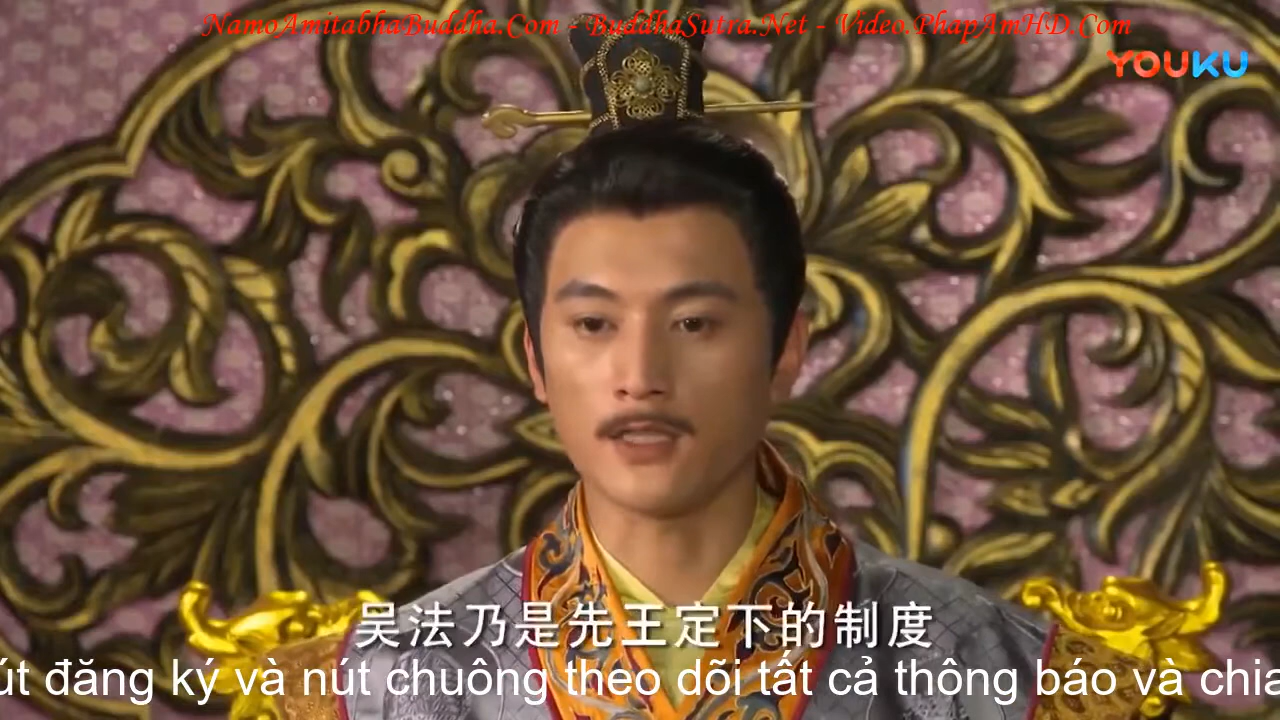 NamoAmitabhaBuddha.Com - BuddhaSutra.Net - Video.PhapAmHD.Com
YOUKU
吴法乃是先王定下的制度
út đăng ký và nút chuông theo dõi tất cả thông báo và chia